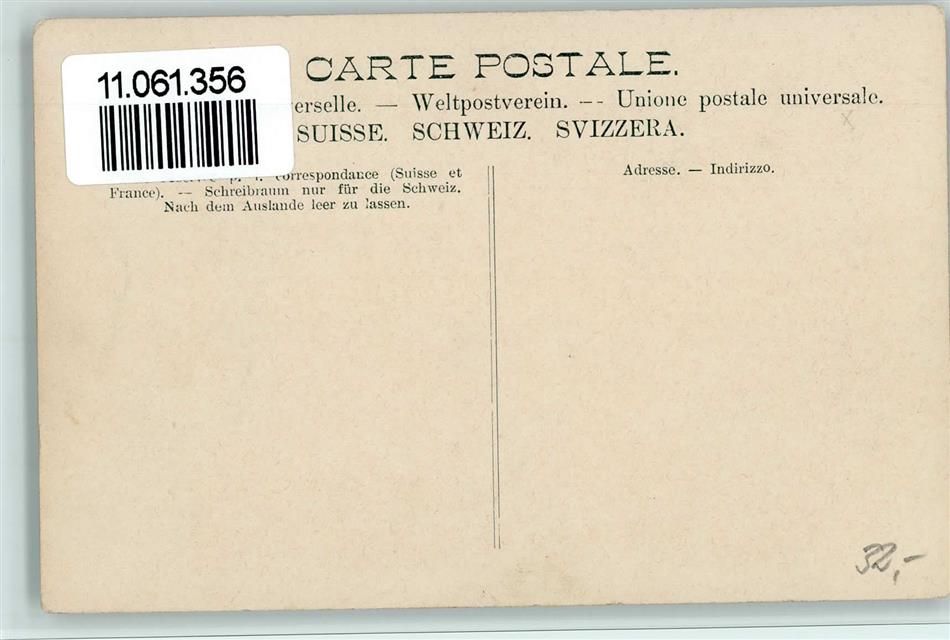 11.061.356
CARTE POSTALE.
erselle. — Weltpostverein. -- Unione postale universale.
SUISSE. SCHWEIZ. SVIZZERA.
correspondance (Suisse et
France). — Schreibraum nur für die Schweiz.
Nach dem Auslande leer zu lassen.
Adresse. — Indirizzo.